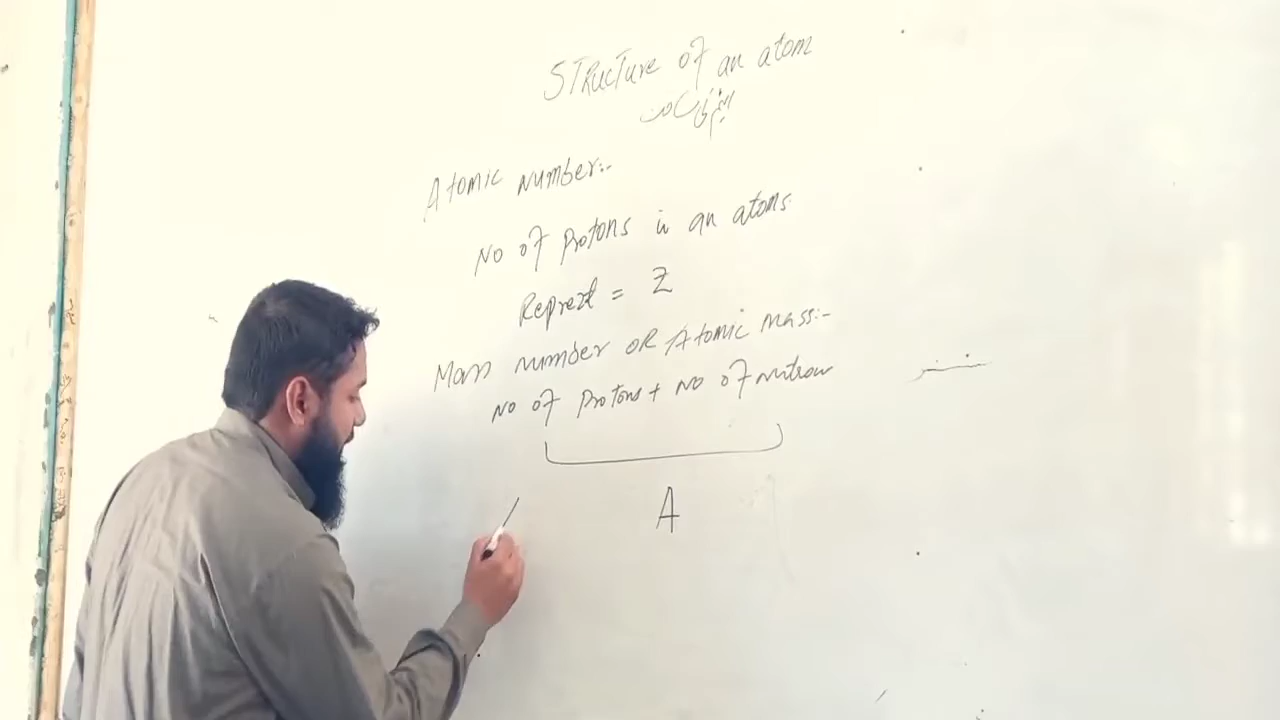 Structure of an atom
ایٹم کی ساخت
Atomic Number:-
No of Protons in an atoms.
Represt = Z
Mass number OR Atomic mass:-
No of Protons + No of nutron
A